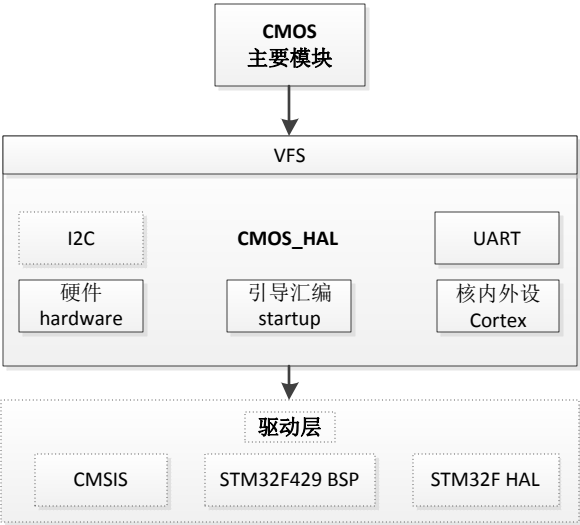 CMOS
主要模块
VFS
I2C
CMOS_HAL
UART
硬件
hardware
引导汇编
startup
核内外设
Cortex
驱动层
CMSIS
STM32F429 BSP
STM32F HAL